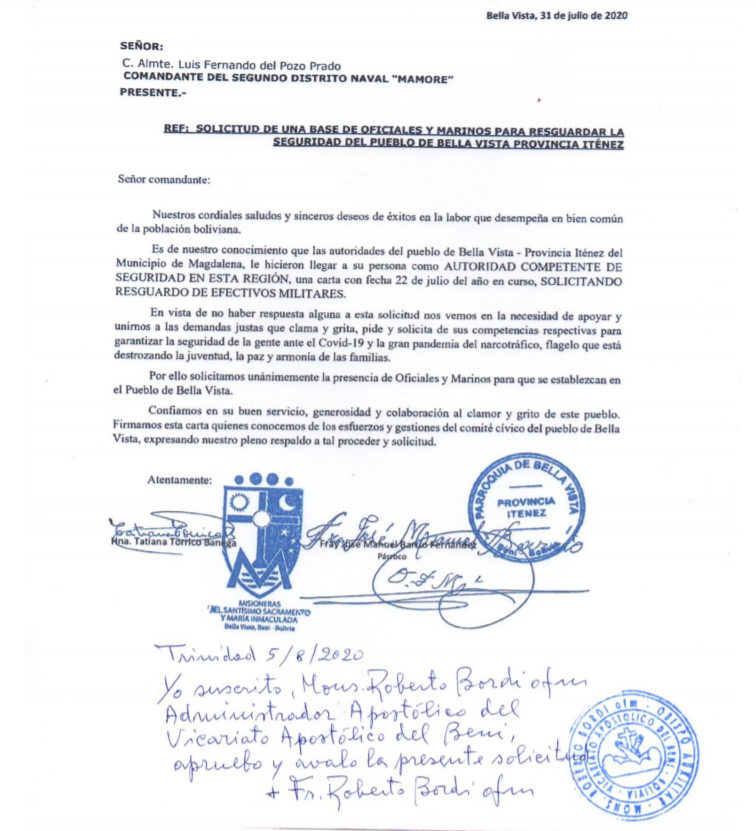 Bella Vista, 31 de julio de 2020
SEÑOR:
C. Almte. Luis Fernando del Pozo Prado
COMANDANTE DEL SEGUNDO DISTRITO NAVAL "MAMORE"
PRESENTE.-
REF: SOLICITUD DE UNA BASE DE OFICIALES Y MARINOS PARA RESGUARDAR LA
SEGURIDAD DEL PUEBLO DE BELLA VISTA PROVINCIA ITÉNEZ
Señor comandante:
Nuestros cordiales saludos y sinceros deseos de éxitos en la labor que desempeña en bien común
de la población boliviana.
Es de nuestro conocimiento que las autoridades del pueblo de Bella Vista - Provincia Iténez del
Municipio de Magdalena, le hicieron llegar a su persona como AUTORIDAD COMPETENTE DE
SEGURIDAD EN ESTA REGIÓN, una carta con fecha 22 de julio del año en curso, SOLICITANDO
RESGUARDO DE EFECTIVOS MILITARES.
En vista de no haber respuesta alguna a esta solicitud nos vemos en la necesidad de apoyar y
unirnos a las demandas justas que clama y grita, pide y solicita de sus competencias respectivas para
garantizar la seguridad de la gente ante el Covid-19 y la gran pandemia del narcotráfico, flagelo que está
destrozando la juventud, la paz y armonía de las familias.
Por ello solicitamos unánimemente la presencia de Oficiales y Marinos para que se establezcan en
el Pueblo de Bella Vista.
Confiamos en su buen servicio, generosidad y colaboración al clamor y grito de este pueblo.
Firmamos esta carta quienes conocemos de los esfuerzos y gestiones del comité cívico del pueblo de Bella
Vista, expresando nuestro pleno respaldo a tal proceder y solicitud.
Atentamente:
PARROQUIA DE BELLA VISTA
PROVINCIA
ITENEZ
Beni - Bolivia
Hna. Tatiana Torrico Banega
Fray José Manuel Barrio Fernández
Párroco
O.F.M.
MISIONERAS
DEL SANTÍSIMO SACRAMENTO
Y MARÍA INMACULADA
Bella Vista, Beni - Bolivia
Trinidad 5/8/2020
Yo suscrito, Mons. Roberto Bordi ofm
Administrador Apostólico del
Vicariato Apostólico del Beni,
apruebo y avalo la presente solicitud
+ Fr. Roberto Bordi ofm
MONS. ROBERTO BORDI ofm - OBISPO AUXILIAR
VICARIATO APOSTOLICO DEL BENI
BOLIVIA